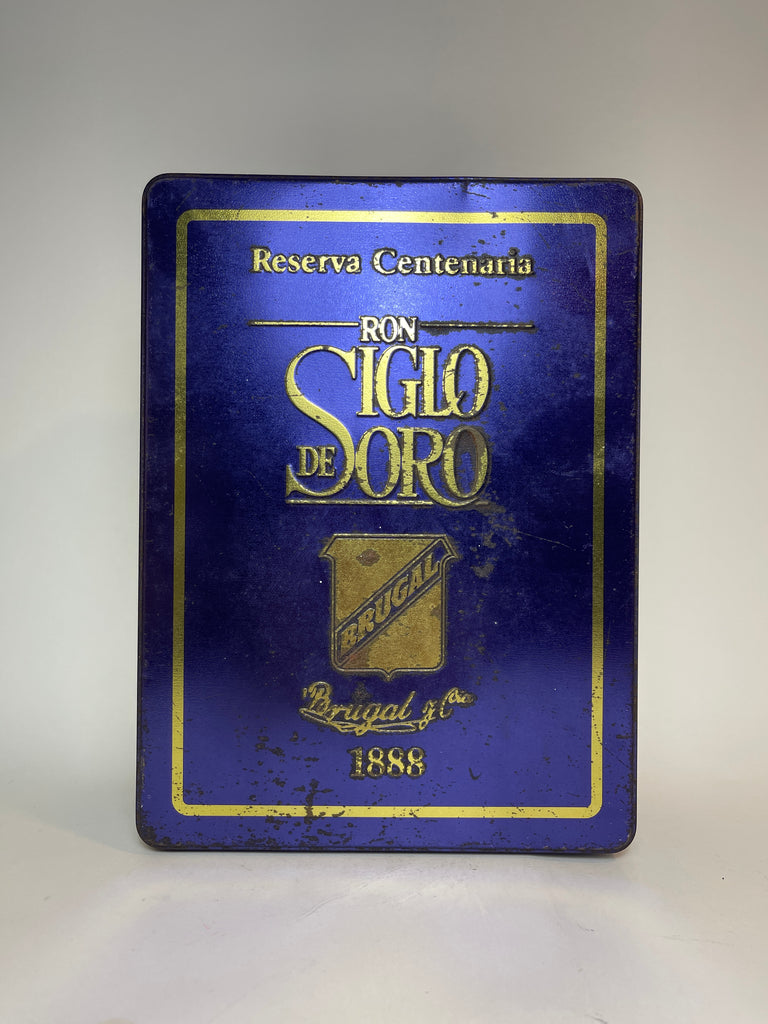 Reserva Centenaria
RON
SIGLO
DE ORO
BRUGAL
Brugal y Cia
1888